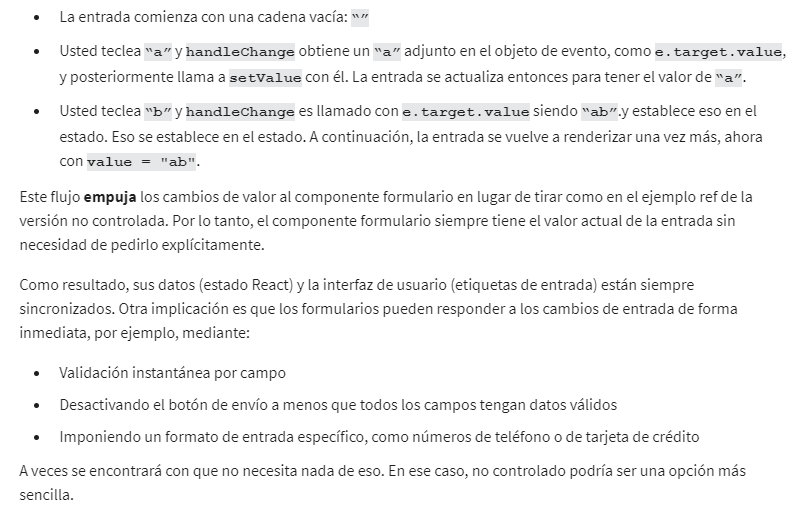 • La entrada comienza con una cadena vacía: “”
• Usted teclea “a” y handleChange obtiene un “a” adjunto en el objeto de evento, como e.target.value,
y posteriormente llama a setValue con él. La entrada se actualiza entonces para tener el valor de “a”.
• Usted teclea “b” y handleChange es llamado con e.target.value siendo “ab”.y establece eso en el
estado. Eso se establece en el estado. A continuación, la entrada se vuelve a renderizar una vez más, ahora
con value = "ab".
Este flujo empuja los cambios de valor al componente formulario en lugar de tirar como en el ejemplo ref de la
versión no controlada. Por lo tanto, el componente formulario siempre tiene el valor actual de la entrada sin
necesidad de pedirlo explícitamente.
Como resultado, sus datos (estado React) y la interfaz de usuario (etiquetas de entrada) están siempre
sincronizados. Otra implicación es que los formularios pueden responder a los cambios de entrada de forma
inmediata, por ejemplo, mediante:
• Validación instantánea por campo
• Desactivando el botón de envío a menos que todos los campos tengan datos válidos
• Imponiendo un formato de entrada específico, como números de teléfono o de tarjeta de crédito
A veces se encontrará con que no necesita nada de eso. En ese caso, no controlado podría ser una opción más
sencilla.